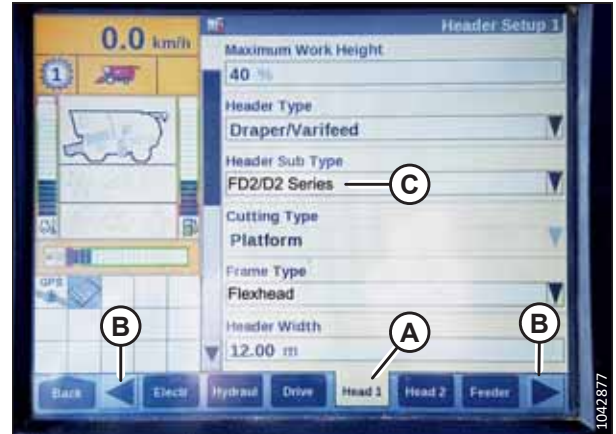 Header Setup 1
0.0 km/h
1
Maximum Work Height
40 %
Header Type
Draper/Varifeed
Header Sub Type
FD2/D2 Series
C
Cutting Type
Platform
Frame Type
Flexhead
Header Width
12.00 m
GPS
B
A
B
Back
Electr
Hydraul
Drive
Head 1
Head 2
Feeder
1042877